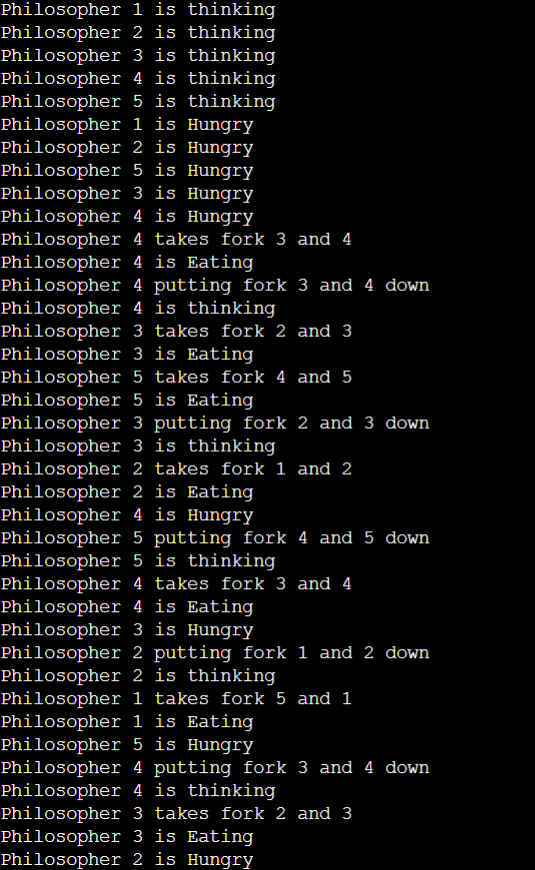 Philosopher 1 is thinking
Philosopher 2 is thinking
Philosopher 3 is thinking
Philosopher 4 is thinking
Philosopher 5 is thinking
Philosopher 1 is Hungry
Philosopher 2 is Hungry
Philosopher 5 is Hungry
Philosopher 3 is Hungry
Philosopher 4 is Hungry
Philosopher 4 takes fork 3 and 4
Philosopher 4 is Eating
Philosopher 4 putting fork 3 and 4 down
Philosopher 4 is thinking
Philosopher 3 takes fork 2 and 3
Philosopher 3 is Eating
Philosopher 5 takes fork 4 and 5
Philosopher 5 is Eating
Philosopher 3 putting fork 2 and 3 down
Philosopher 3 is thinking
Philosopher 2 takes fork 1 and 2
Philosopher 2 is Eating
Philosopher 4 is Hungry
Philosopher 5 putting fork 4 and 5 down
Philosopher 5 is thinking
Philosopher 4 takes fork 3 and 4
Philosopher 4 is Eating
Philosopher 3 is Hungry
Philosopher 2 putting fork 1 and 2 down
Philosopher 2 is thinking
Philosopher 1 takes fork 5 and 1
Philosopher 1 is Eating
Philosopher 5 is Hungry
Philosopher 4 putting fork 3 and 4 down
Philosopher 4 is thinking
Philosopher 3 takes fork 2 and 3
Philosopher 3 is Eating
Philosopher 2 is Hungry